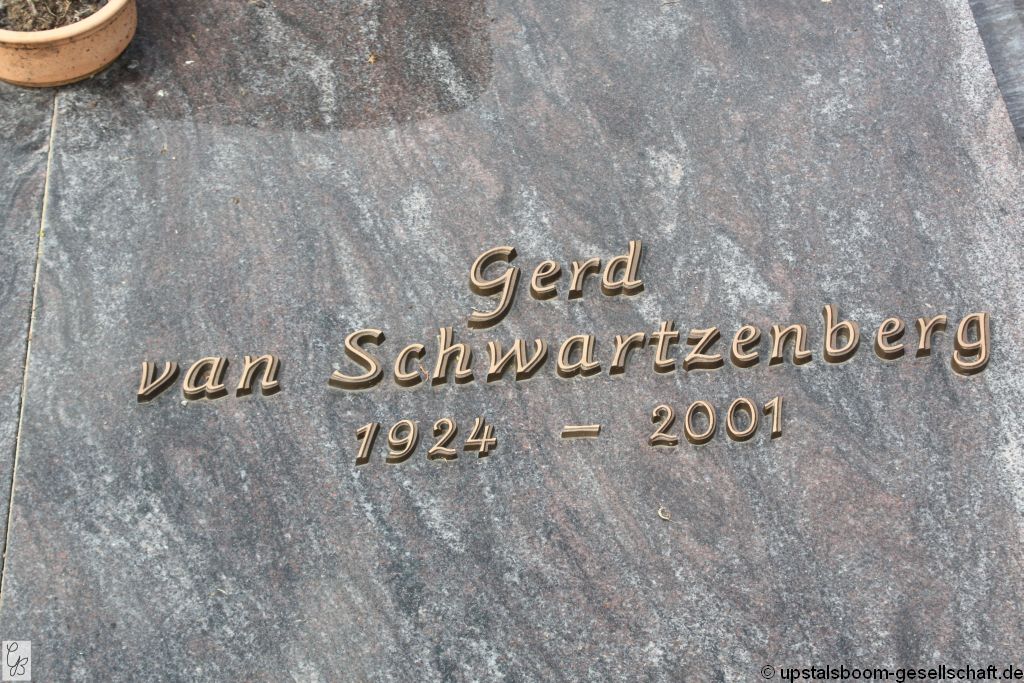 Gerd
van Schwartzenberg
1924 – 2001
© upstalsboom-gesellschaft.de